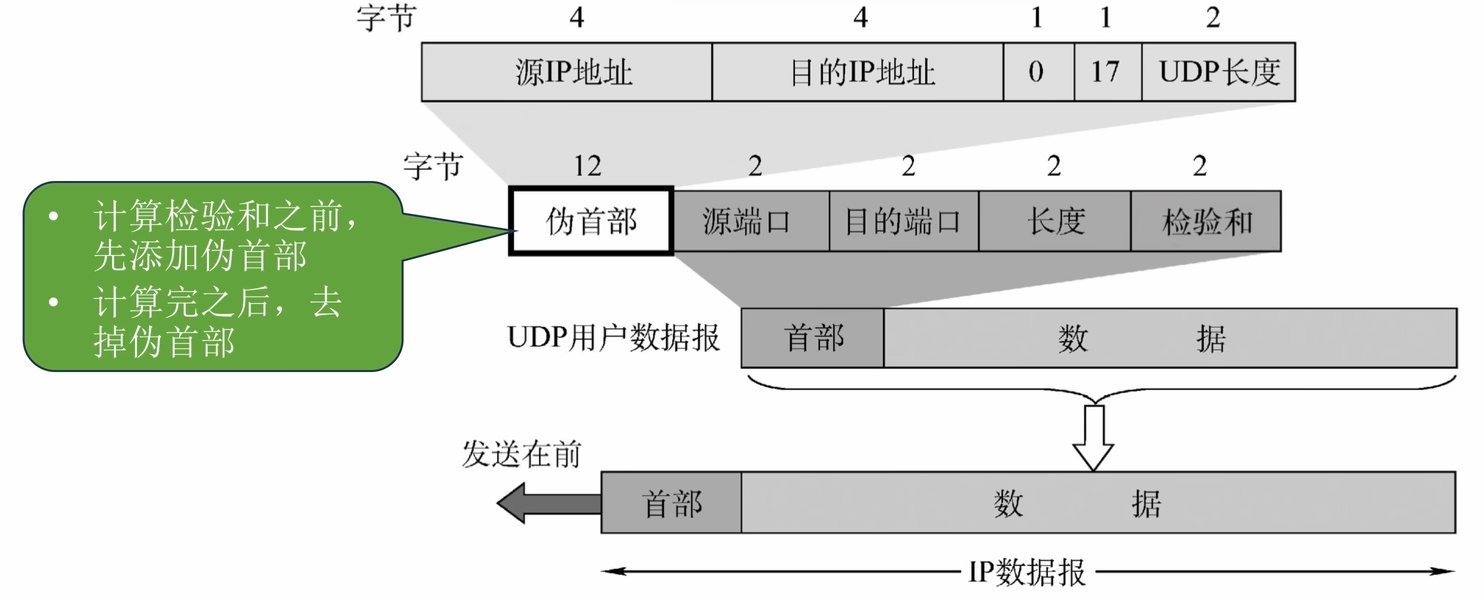 字节 4 4 1 1 2
源IP地址 目的IP地址 0 17 UDP长度
字节 12 2 2 2 2
伪首部 源端口 目的端口 长度 检验和
• 计算检验和之前，
先添加伪首部
• 计算完之后，去
掉伪首部
UDP用户数据报 首部 数 据
发送在前
首部 数 据
IP数据报